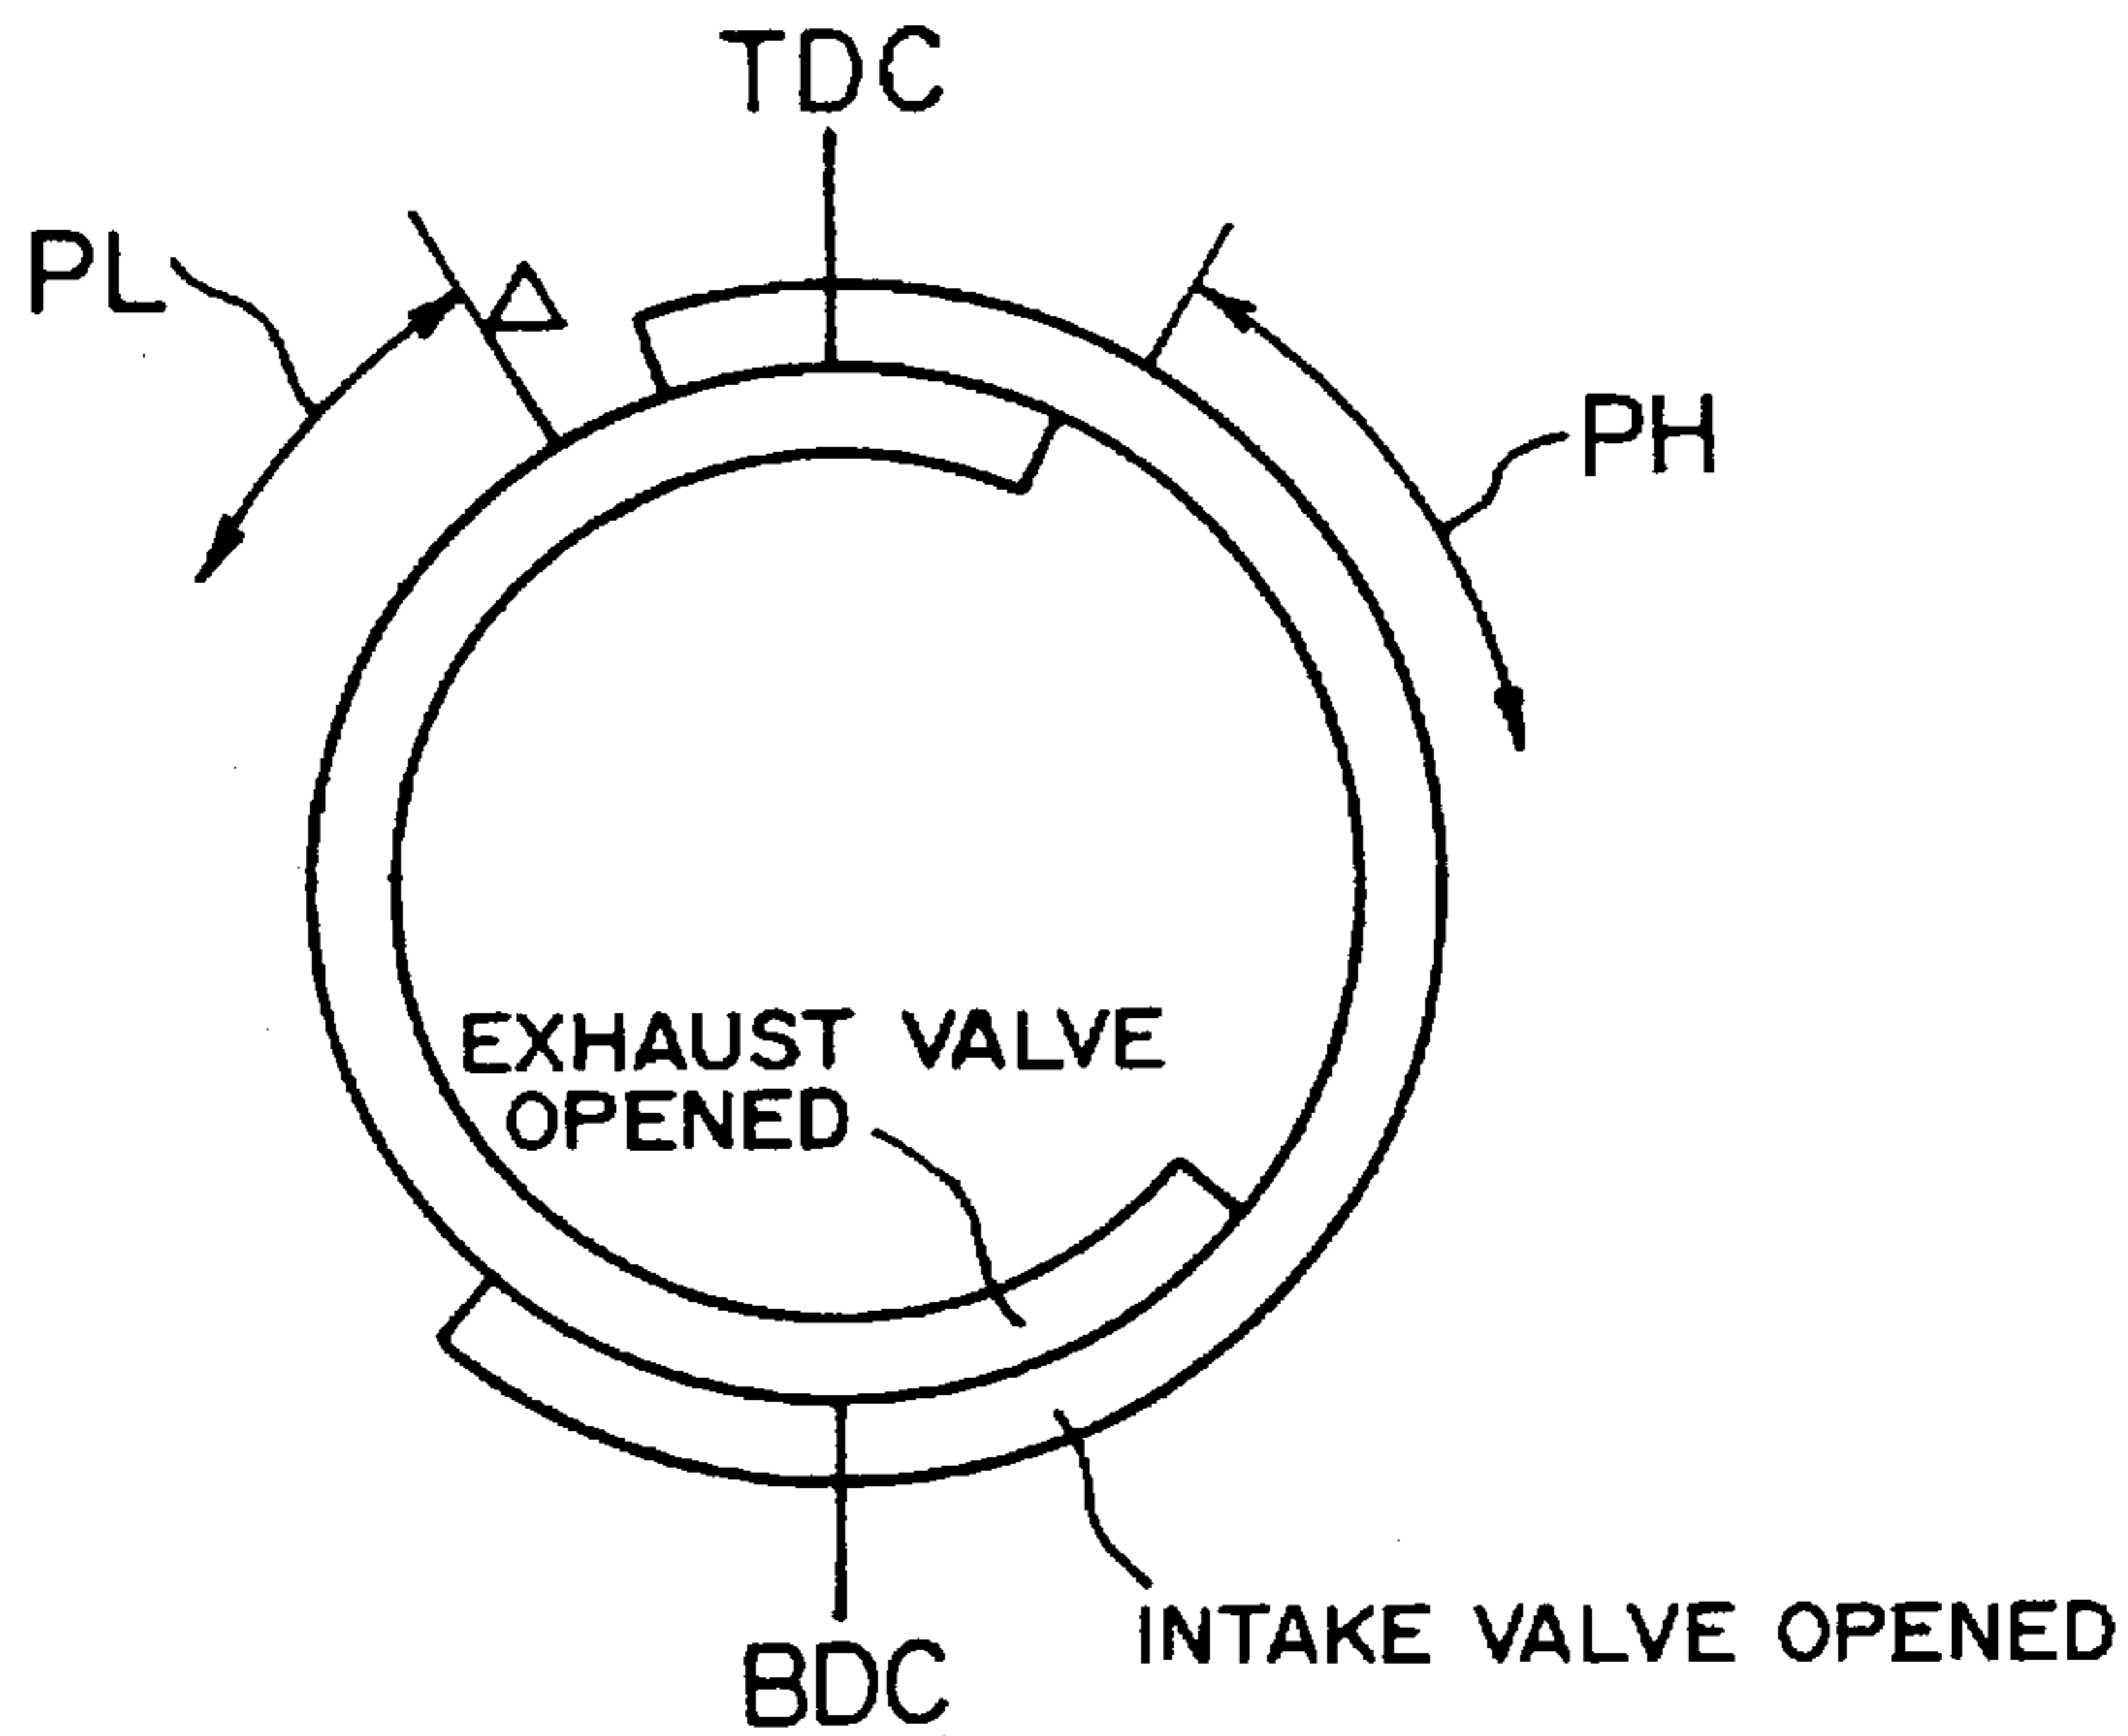 TDC
PL
PH
EXHAUST VALVE
OPENED
INTAKE VALVE OPENED
BDC